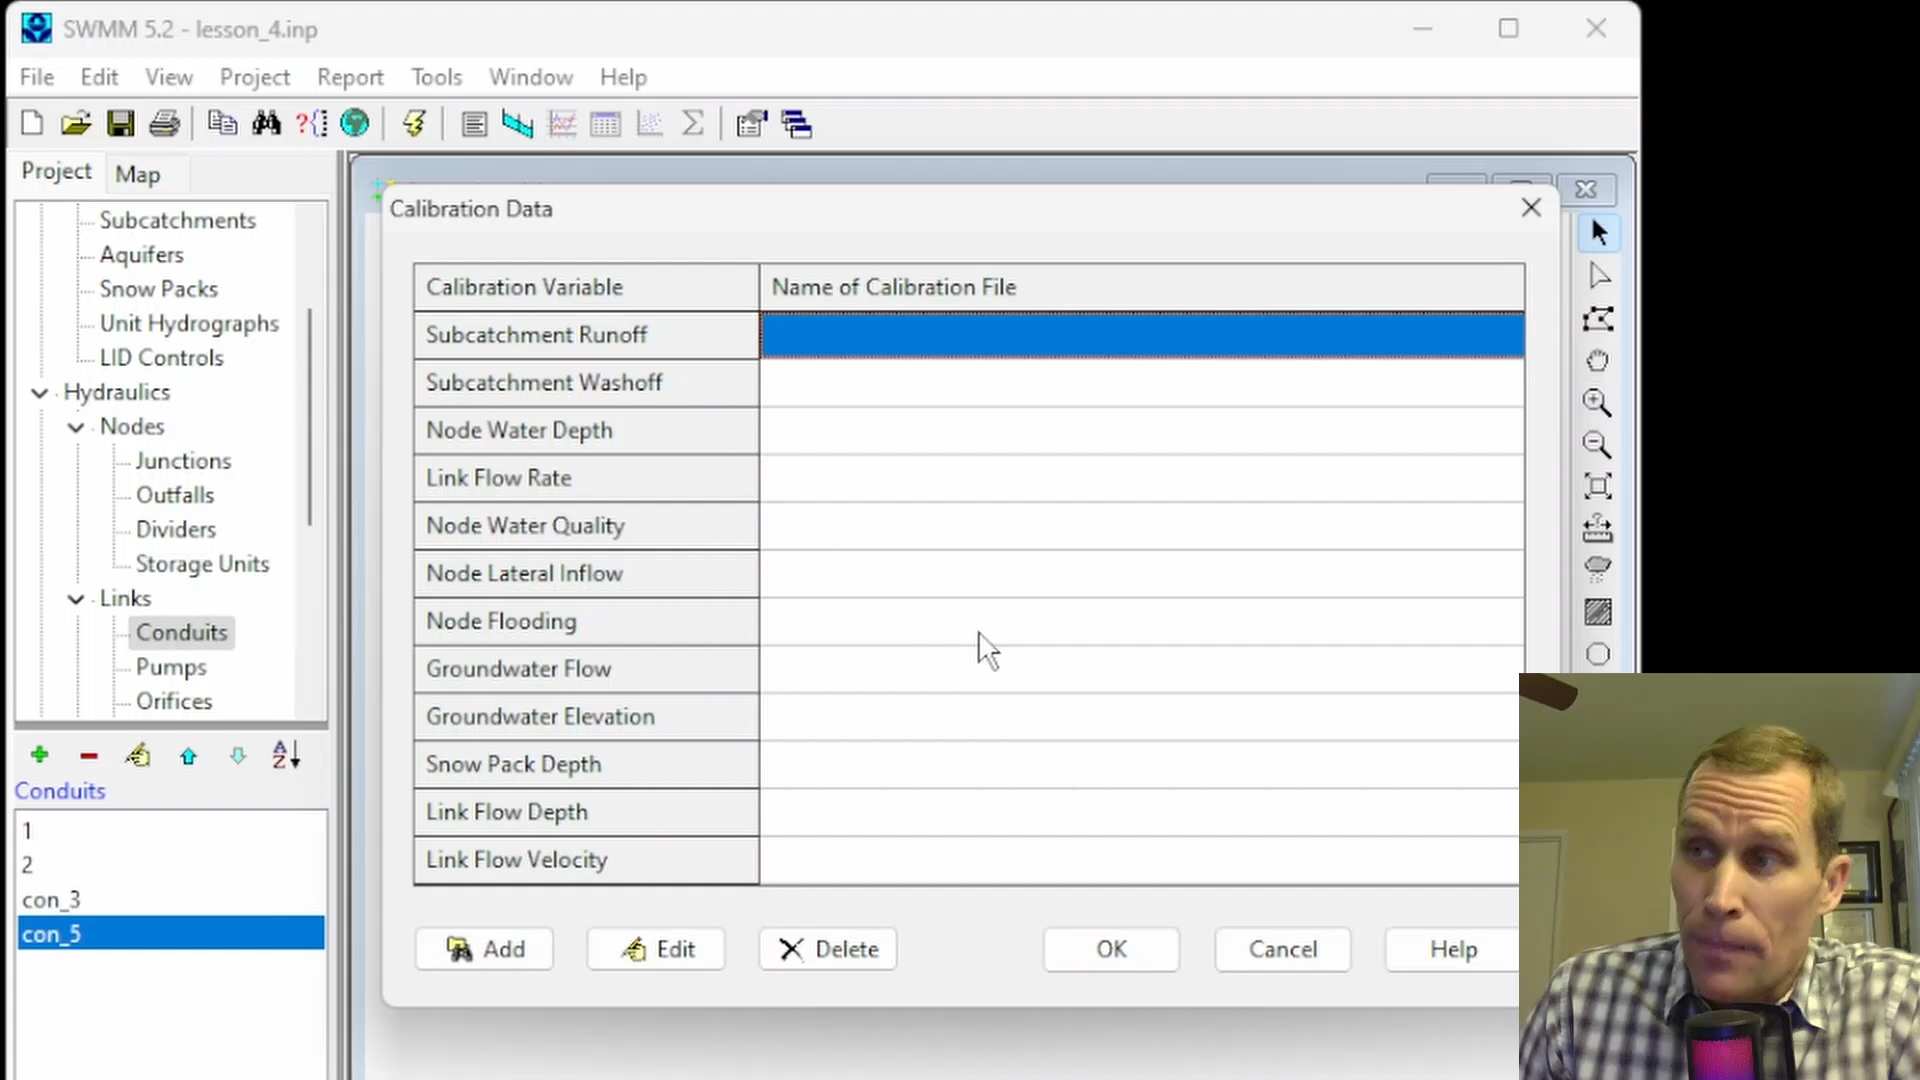 SWMM 5.2 - lesson_4.inp
File Edit View Project Report Tools Window Help
Project Map
Subcatchments
Aquifers
Snow Packs
Unit Hydrographs
LID Controls
Hydraulics
Nodes
Junctions
Outfalls
Dividers
Storage Units
Links
Conduits
Pumps
Orifices
Conduits
1
2
con_3
con_5
Calibration Data
Calibration Variable Name of Calibration File
Subcatchment Runoff
Subcatchment Washoff
Node Water Depth
Link Flow Rate
Node Water Quality
Node Lateral Inflow
Node Flooding
Groundwater Flow
Groundwater Elevation
Snow Pack Depth
Link Flow Depth
Link Flow Velocity
Add Edit Delete OK Cancel Help